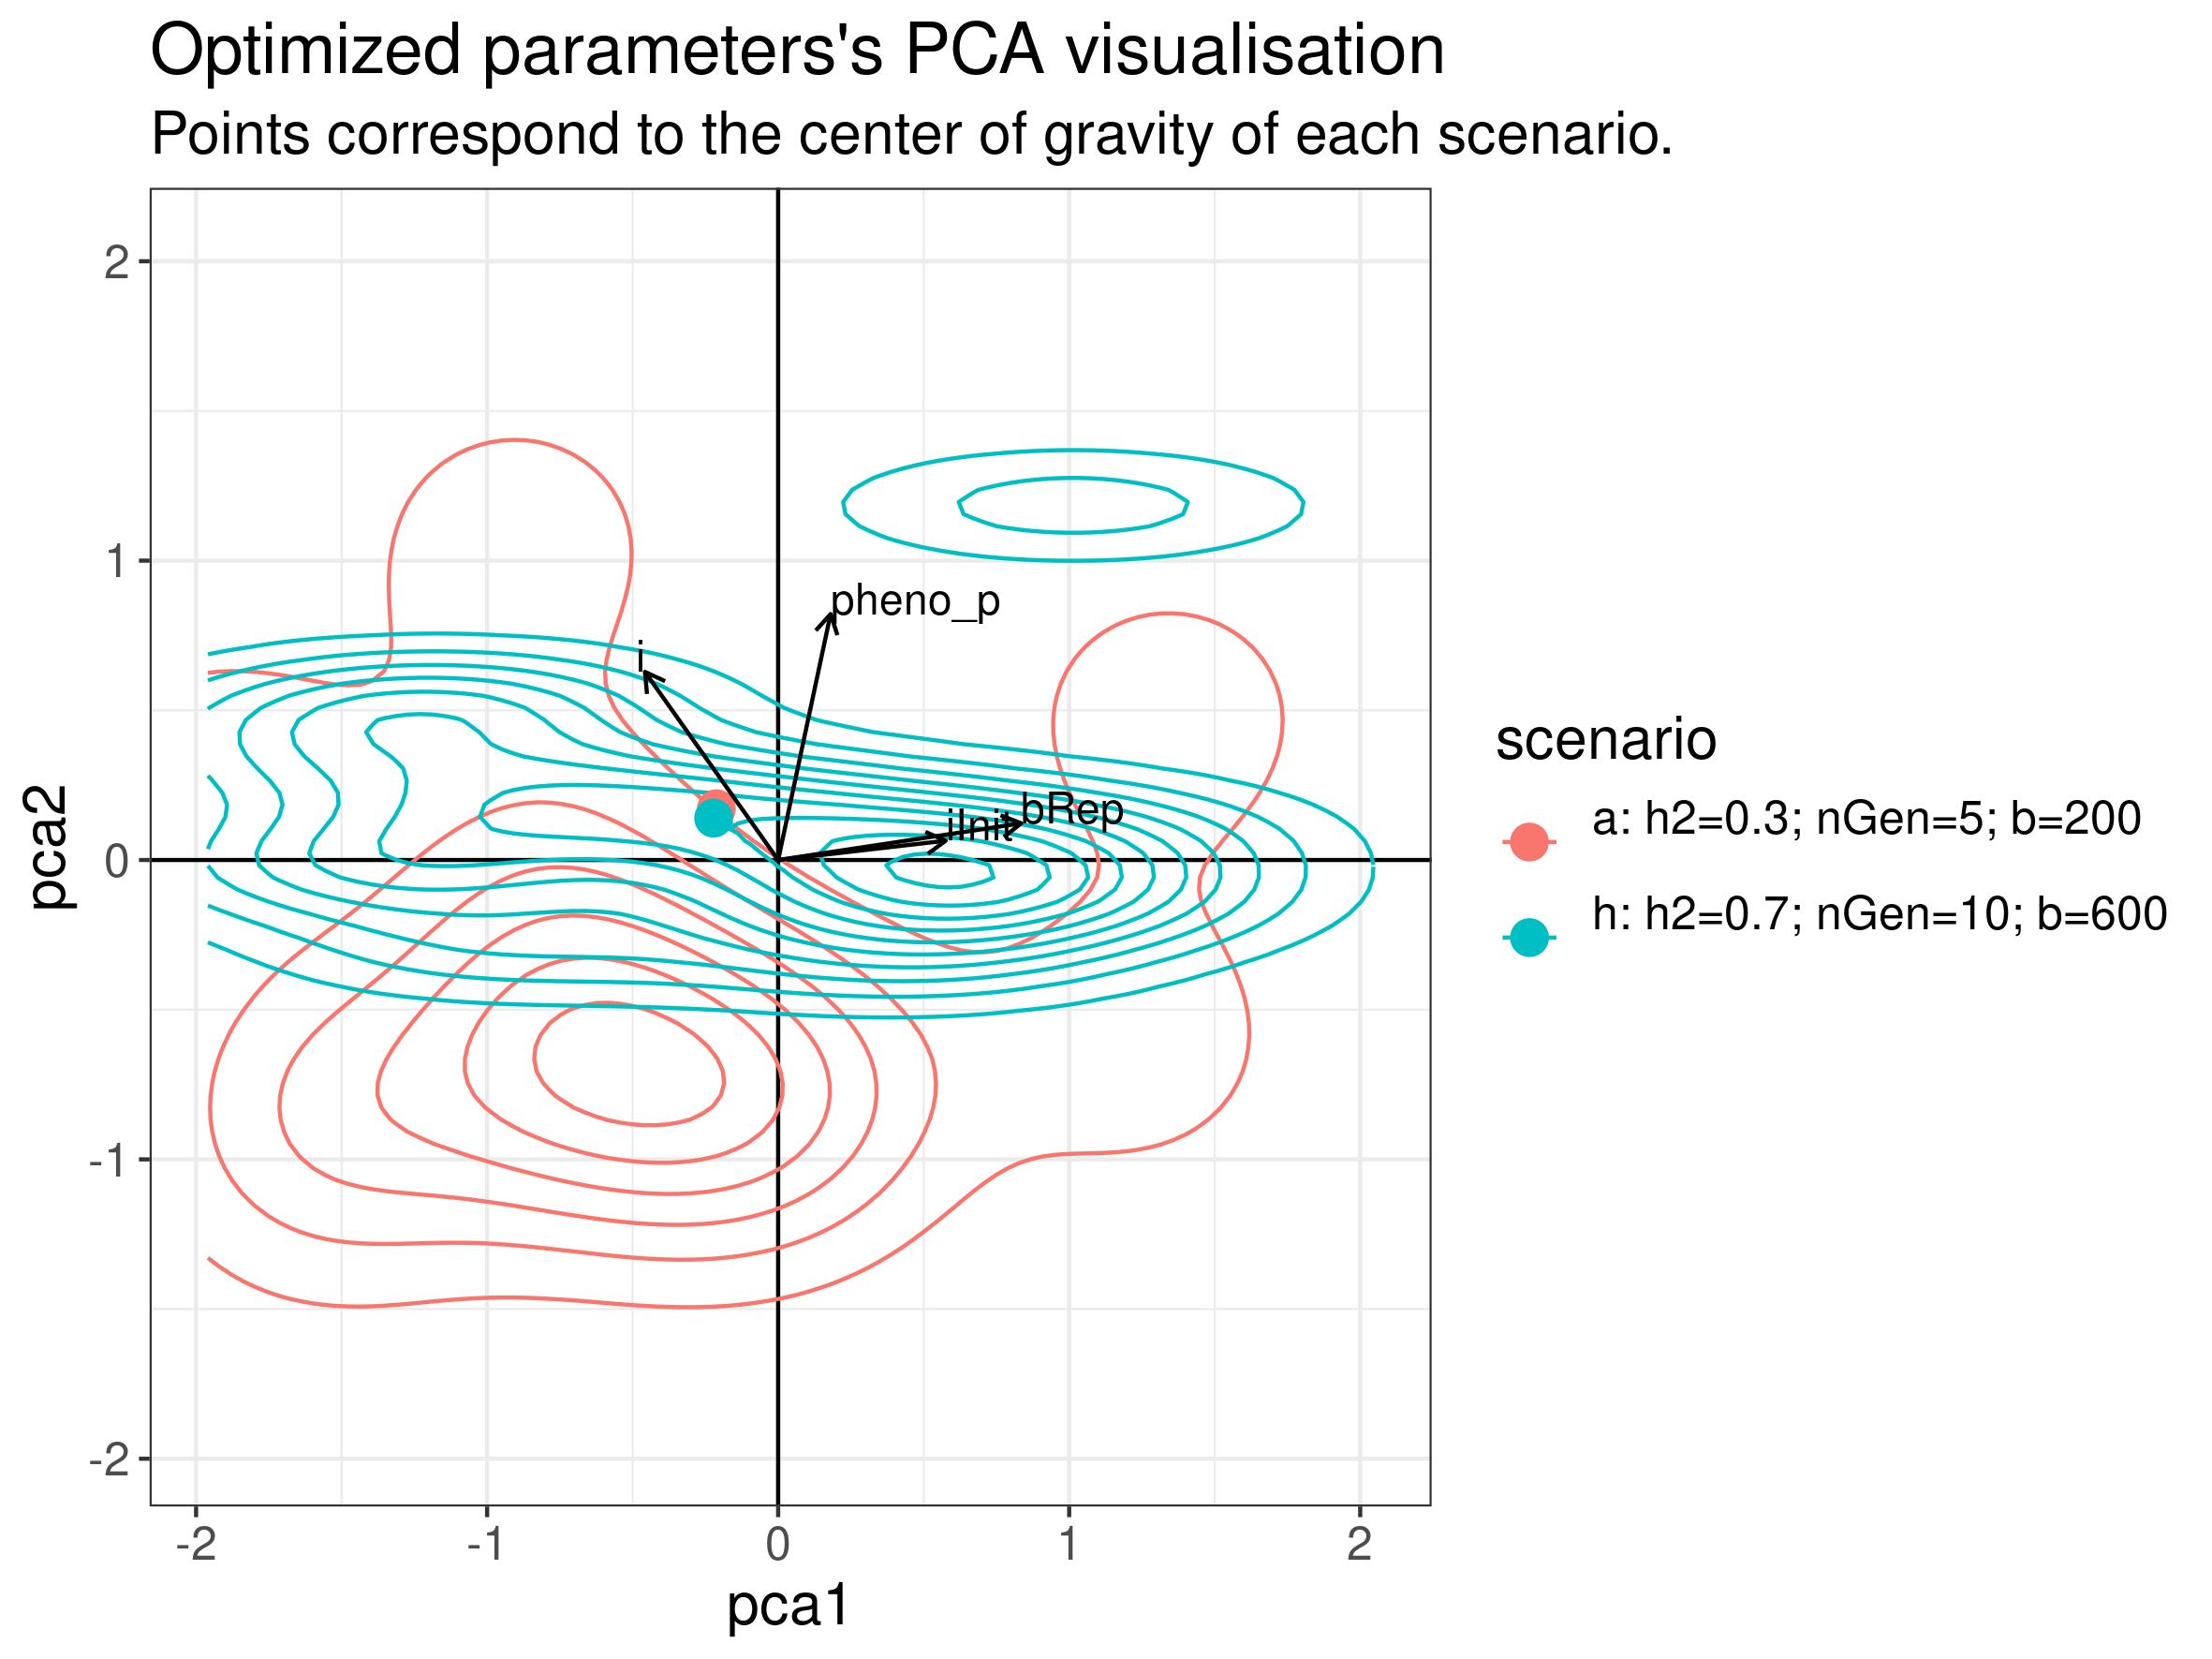 Optimized parameters's PCA visualisation
Points correspond to the center of gravity of each scenario.
pca2
2
1
0
-1
-2
pheno_p
i
iInit
bRep
-2
-1
0
1
2
pca1
scenario
a: h2=0.3; nGen=5; b=200
h: h2=0.7; nGen=10; b=600